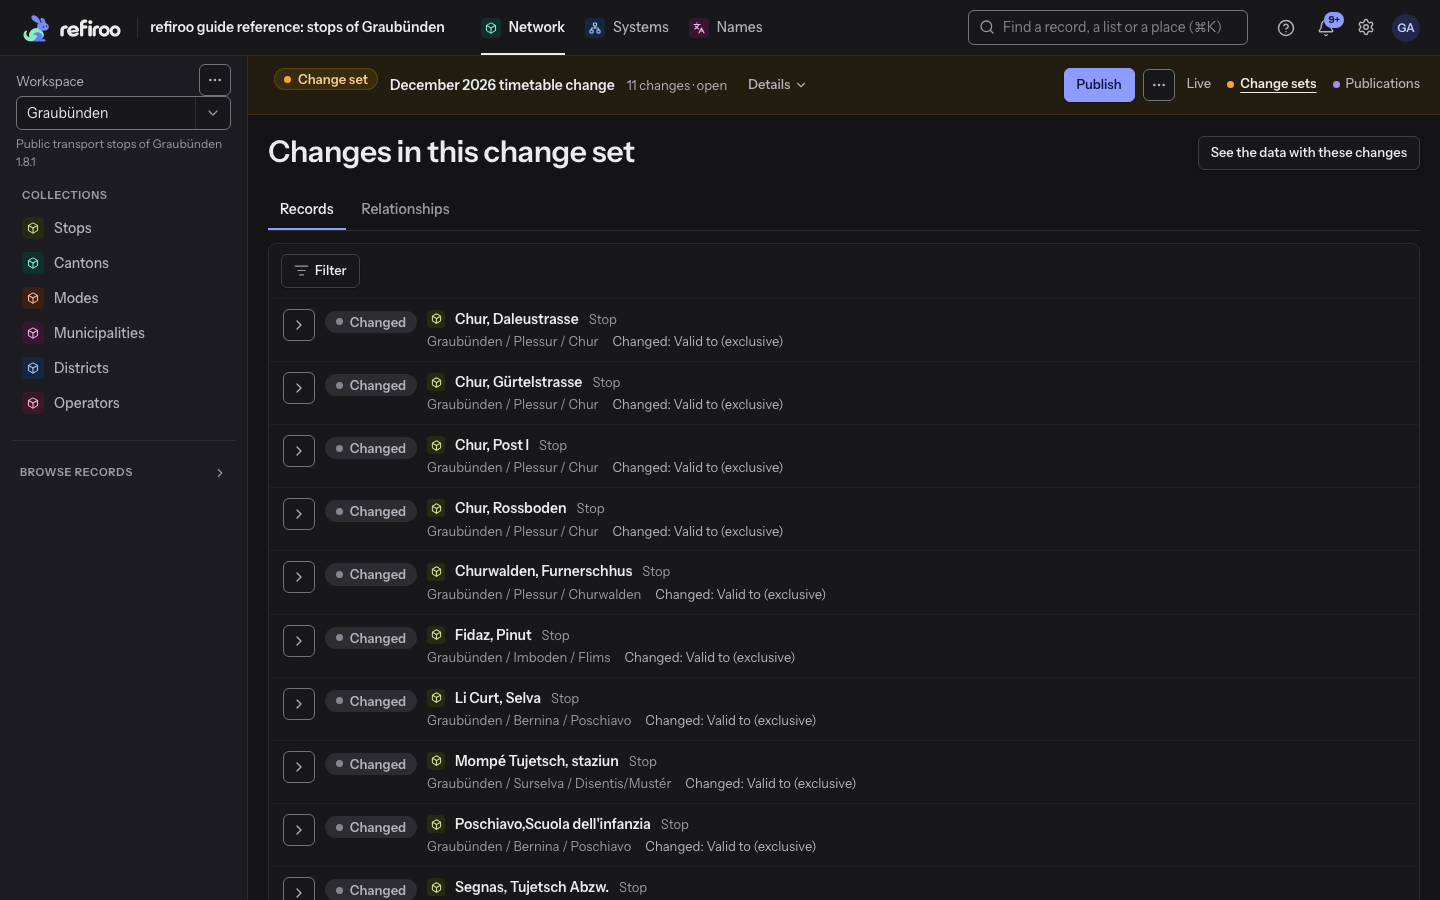 refiroo
refiroo guide reference: stops of Graubünden
Network
Systems
Names
Find a record, a list or a place (⌘K)
9+
GA
Workspace
Graubünden
Public transport stops of Graubünden
1.8.1
COLLECTIONS
Stops
Cantons
Modes
Municipalities
Districts
Operators
BROWSE RECORDS
Change set
December 2026 timetable change
11 changes · open
Details
Publish
Live
Change sets
Publications
Changes in this change set
See the data with these changes
Records
Relationships
Filter
Changed
Chur, Daleustrasse Stop
Graubünden / Plessur / Chur Changed: Valid to (exclusive)
Changed
Chur, Gürtelstrasse Stop
Graubünden / Plessur / Chur Changed: Valid to (exclusive)
Changed
Chur, Post I Stop
Graubünden / Plessur / Chur Changed: Valid to (exclusive)
Changed
Chur, Rossboden Stop
Graubünden / Plessur / Chur Changed: Valid to (exclusive)
Changed
Churwalden, Furnerschhus Stop
Graubünden / Plessur / Churwalden Changed: Valid to (exclusive)
Changed
Fidaz, Pinut Stop
Graubünden / Imboden / Flims Changed: Valid to (exclusive)
Changed
Li Curt, Selva Stop
Graubünden / Bernina / Poschiavo Changed: Valid to (exclusive)
Changed
Mompé Tujetsch, staziun Stop
Graubünden / Surselva / Disentis/Mustér Changed: Valid to (exclusive)
Changed
Poschiavo,Scuola dell'infanzia Stop
Graubünden / Bernina / Poschiavo Changed: Valid to (exclusive)
Changed
Segnas, Tujetsch Abzw. Stop